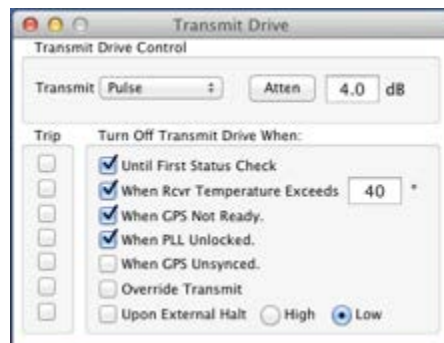 Transmit Drive
Transmit Drive Control
Transmit Pulse Atten 4.0 dB
Trip Turn Off Transmit Drive When:
Until First Status Check
When Rcvr Temperature Exceeds 40 °
When GPS Not Ready.
When PLL Unlocked.
When GPS Unsynced.
Override Transmit
Upon External Halt High Low